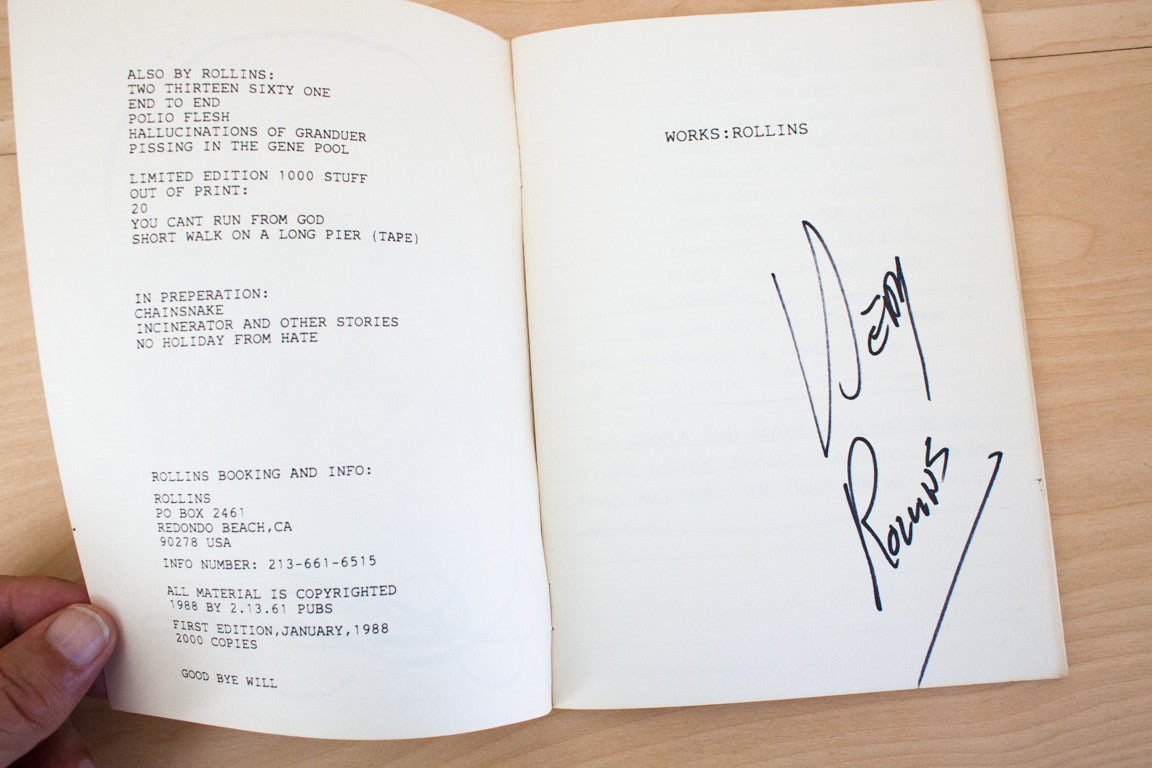 ALSO BY ROLLINS:
TWO THIRTEEN SIXTY ONE
END TO END
POLIO FLESH
HALLUCINATIONS OF GRANDUER
PISSING IN THE GENE POOL
LIMITED EDITION 1000 STUFF
OUT OF PRINT:
20
YOU CANT RUN FROM GOD
SHORT WALK ON A LONG PIER (TAPE)
IN PREPERATION:
CHAINSNAKE
INCINERATOR AND OTHER STORIES
NO HOLIDAY FROM HATE
ROLLINS BOOKING AND INFO:
ROLLINS
PO BOX 2461
REDONDO BEACH,CA
90278 USA
INFO NUMBER: 213-661-6515
ALL MATERIAL IS COPYRIGHTED
1988 BY 2.13.61 PUBS
FIRST EDITION,JANUARY,1988
2000 COPIES
GOOD BYE WILL
WORKS:ROLLINS
ROLLINS